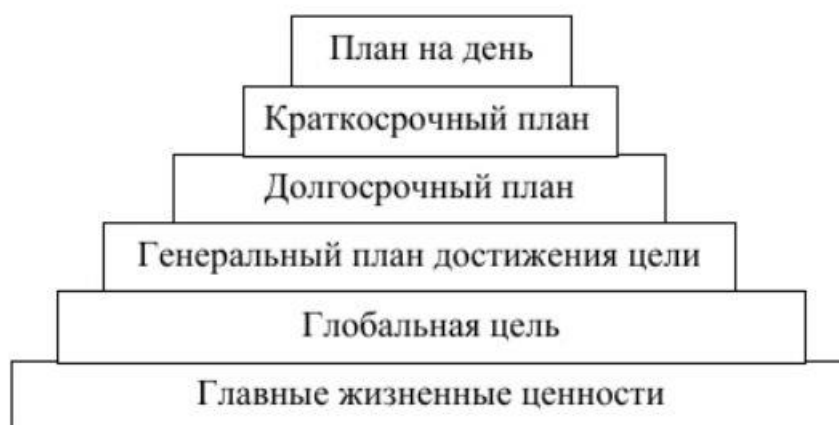 План на день
Краткосрочный план
Долгосрочный план
Генеральный план достижения цели
Глобальная цель
Главные жизненные ценности